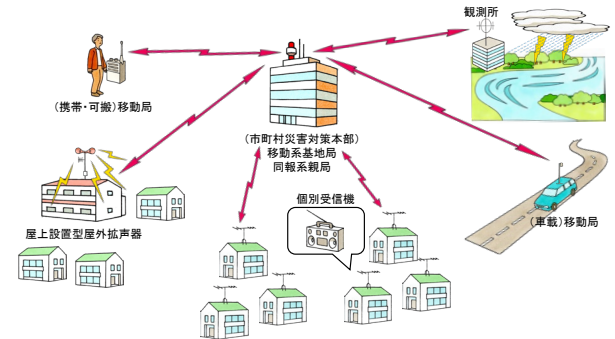 観測所
(携帯・可搬)移動局
(市町村災害対策本部)
移動系基地局
同報系親局
個別受信機
(車載)移動局
屋上設置型屋外拡声器